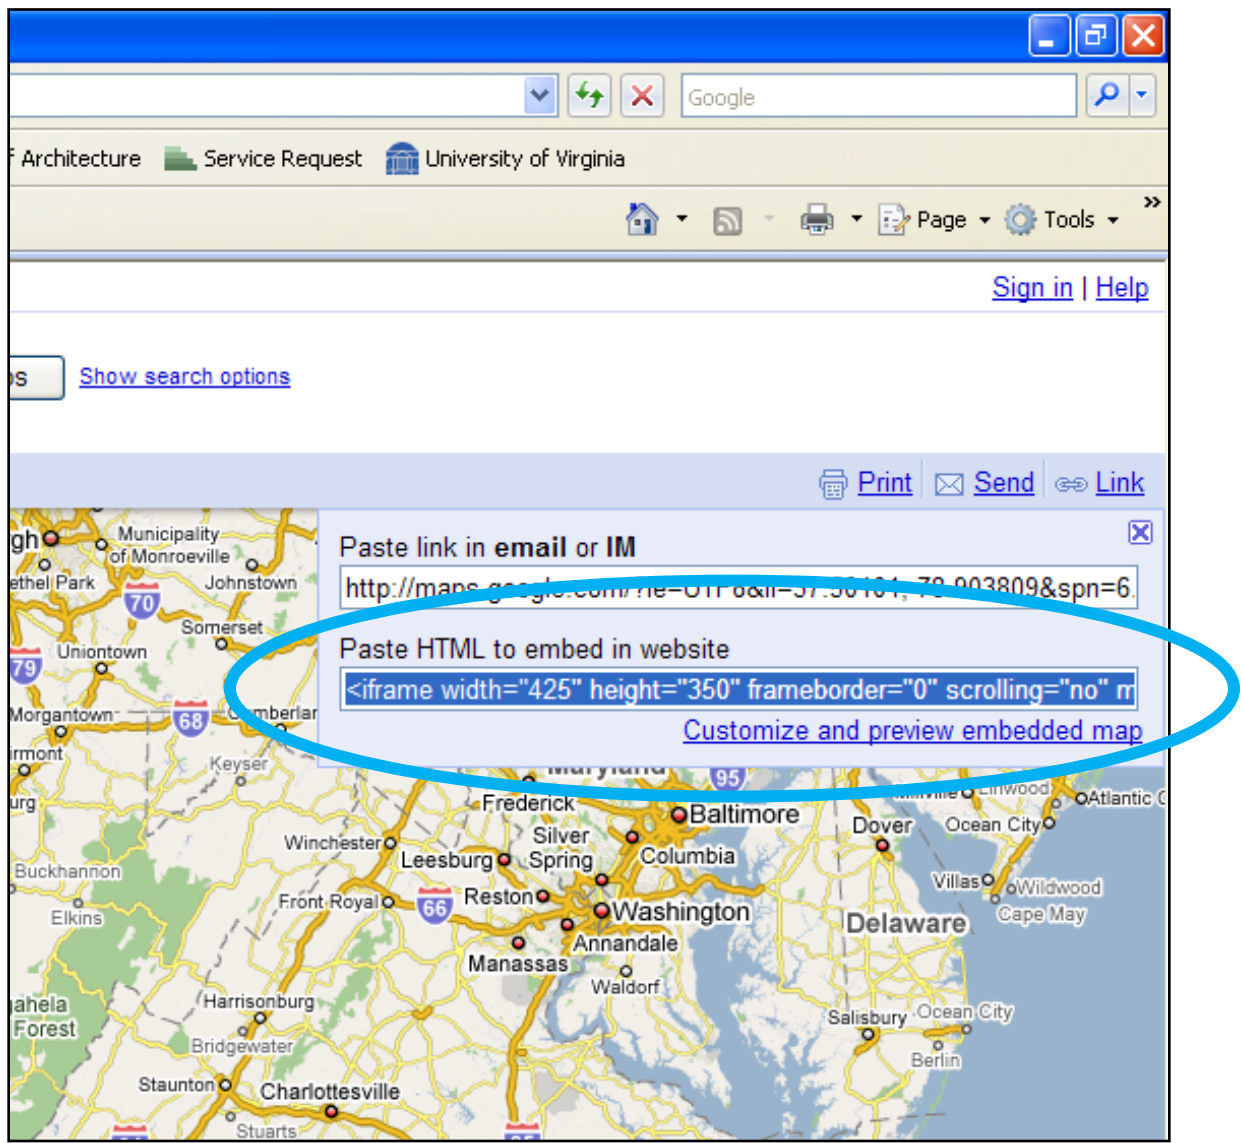 Google
Architecture Service Request University of Virginia
Page Tools »
Sign in | Help
Show search options
Print Send Link
Paste link in email or IM
Paste HTML to embed in website
<iframe width="425" height="350" frameborder="0" scrolling="no" m
Customize and preview embedded map
Municipality
of Monroeville
Johnstown
70
Somerset
Uniontown
79
Morgantown
68
Keyser
Maryland
95
Frederick
Baltimore
Linwood
Dover
Ocean City
Silver
Spring
Winchester
Leesburg
Columbia
Buckhannon
Villas
Wildwood
Cape May
Elkins
Front Royal
66
Reston
Washington
Delaware
Annandale
Manassas
Waldorf
Harrisonburg
Salisbury
Ocean City
Forest
Bridgewater
Berlin
Staunton
Charlottesville
Stuarts